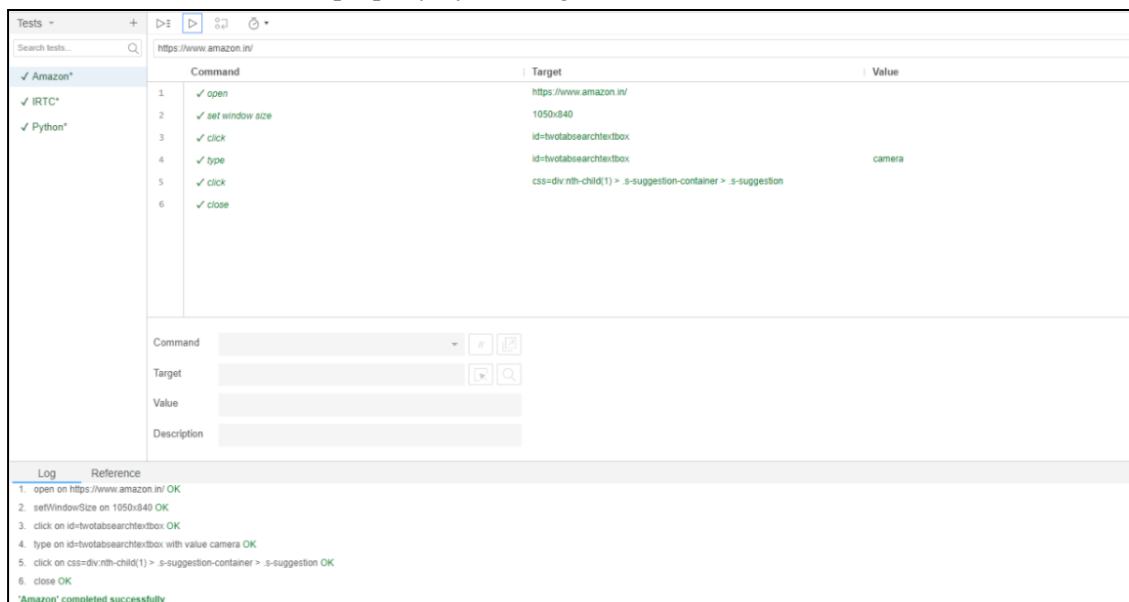 Tests +
Search tests...
https://www.amazon.in/
✓ Amazon*
✓ IRTC*
✓ Python*
Command Target Value
1 ✓ open https://www.amazon.in/
2 ✓ set window size 1050x840
3 ✓ click id=twotabsearchtextbox
4 ✓ type id=twotabsearchtextbox camera
5 ✓ click css=div:nth-child(1) > .s-suggestion-container > .s-suggestion
6 ✓ close
Command //
Target
Value
Description
Log Reference
1. open on https://www.amazon.in/ OK
2. setWindowSize on 1050x840 OK
3. click on id=twotabsearchtextbox OK
4. type on id=twotabsearchtextbox with value camera OK
5. click on css=div:nth-child(1) > .s-suggestion-container > .s-suggestion OK
6. close OK
'Amazon' completed successfully